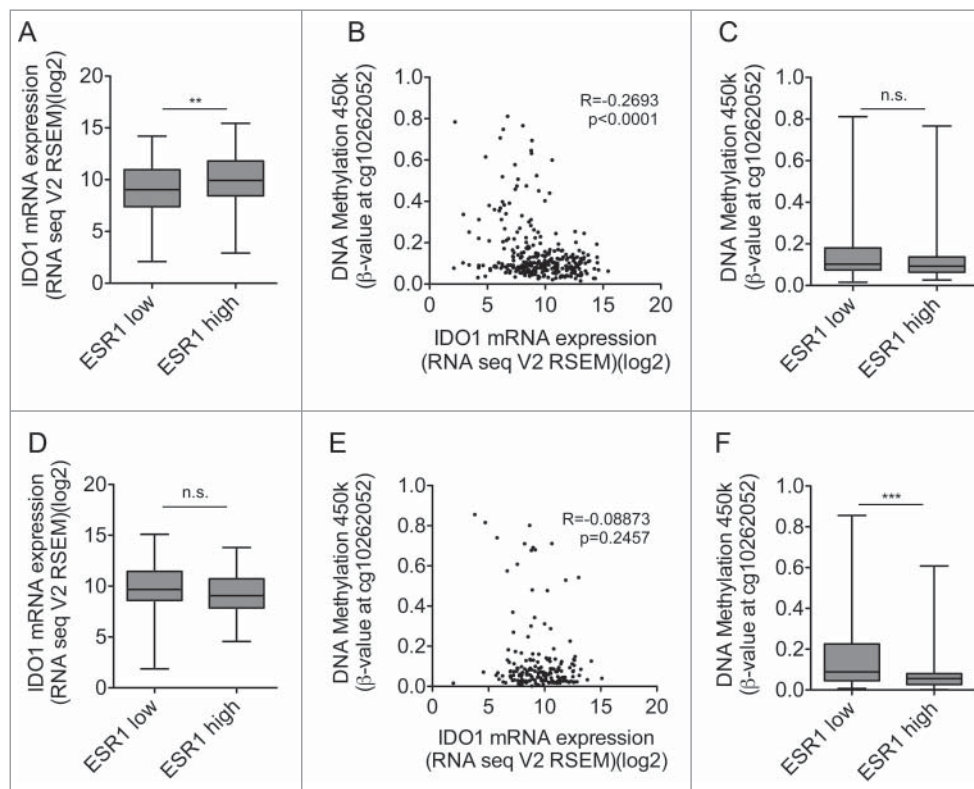 A
IDO1 mRNA expression
(RNA seq V2 RSEM)(log2)
20
15
10
5
0
**
ESR1 low
ESR1 high
B
DNA Methylation 450k
(β-value at cg10262052)
1.0
0.8
0.6
0.4
0.2
0.0
R=-0.2693
p<0.0001
0 5 10 15 20
IDO1 mRNA expression
(RNA seq V2 RSEM)(log2)
C
DNA Methylation 450k
(β-value at cg10262052)
1.0
0.8
0.6
0.4
0.2
0.0
n.s.
ESR1 low
ESR1 high
D
IDO1 mRNA expression
(RNA seq V2 RSEM)(log2)
20
15
10
5
0
n.s.
ESR1 low
ESR1 high
E
DNA Methylation 450k
(β-value at cg10262052)
1.0
0.8
0.6
0.4
0.2
0.0
R=-0.08873
p=0.2457
0 5 10 15 20
IDO1 mRNA expression
(RNA seq V2 RSEM)(log2)
F
DNA Methylation 450k
(β-value at cg10262052)
1.0
0.8
0.6
0.4
0.2
0.0
***
ESR1 low
ESR1 high